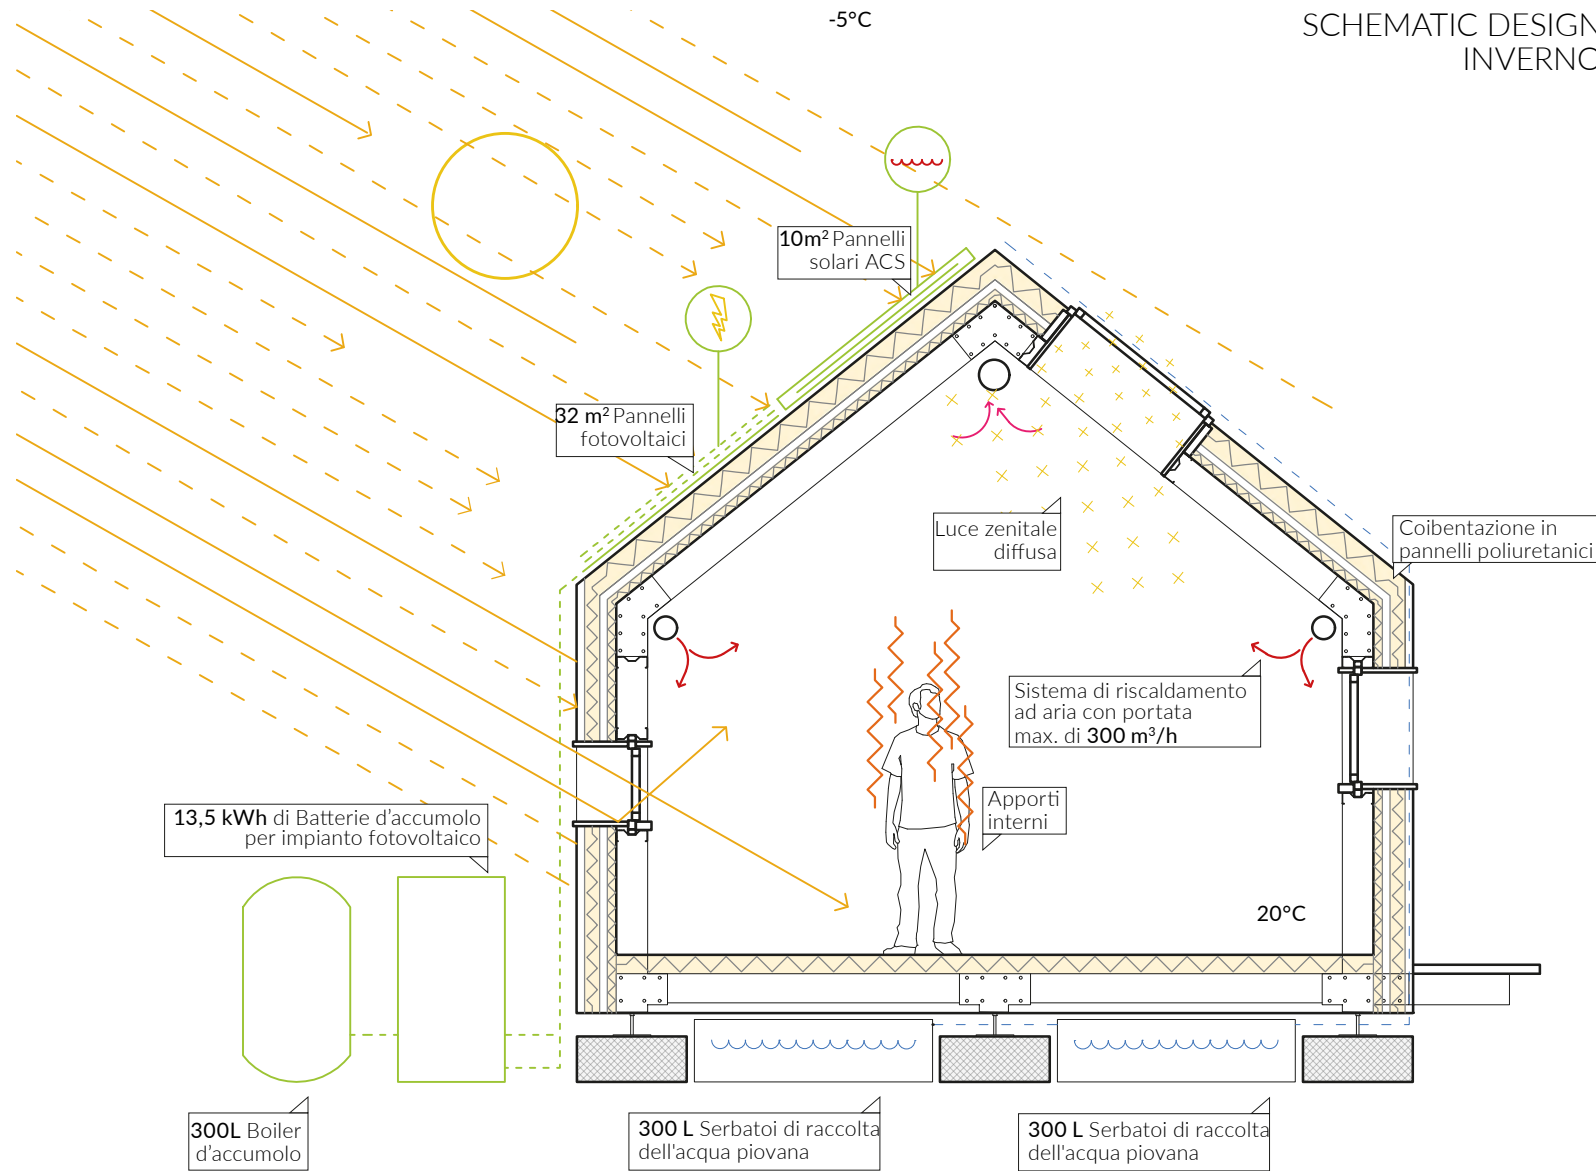 -5°C
SCHEMATIC DESIGN
INVERNO
10m² Pannelli
solari ACS
32 m² Pannelli
fotovoltaici
Luce zenitale
diffusa
Coibentazione in
pannelli poliuretanici
Sistema di riscaldamento
ad aria con portata
max. di 300 m³/h
Apporti
interni
13,5 kWh di Batterie d'accumolo
per impianto fotovoltaico
20°C
300L Boiler
d'accumolo
300 L Serbatoi di raccolta
dell'acqua piovana
300 L Serbatoi di raccolta
dell'acqua piovana